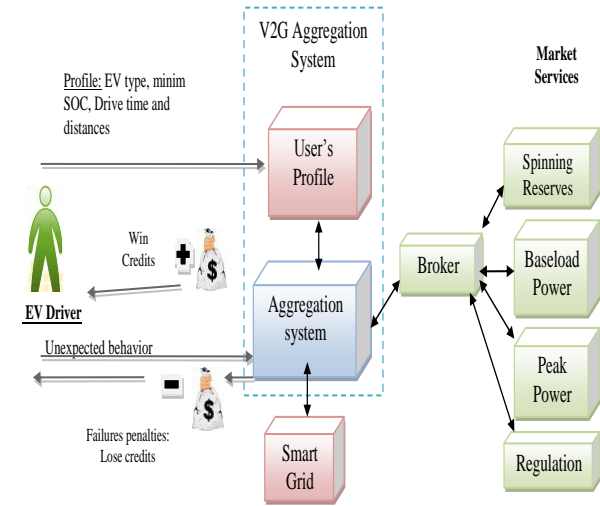 V2G Aggregation
System
Market
Services
Profile: EV type, minim
SOC, Drive time and
distances
User's
Profile
Spinning
Reserves
Win
Credits
$
Broker
Baseload
Power
EV Driver
Aggregation
system
Unexpected behavior
$
Peak
Power
Failures penalties:
Lose credits
Smart
Grid
Regulation